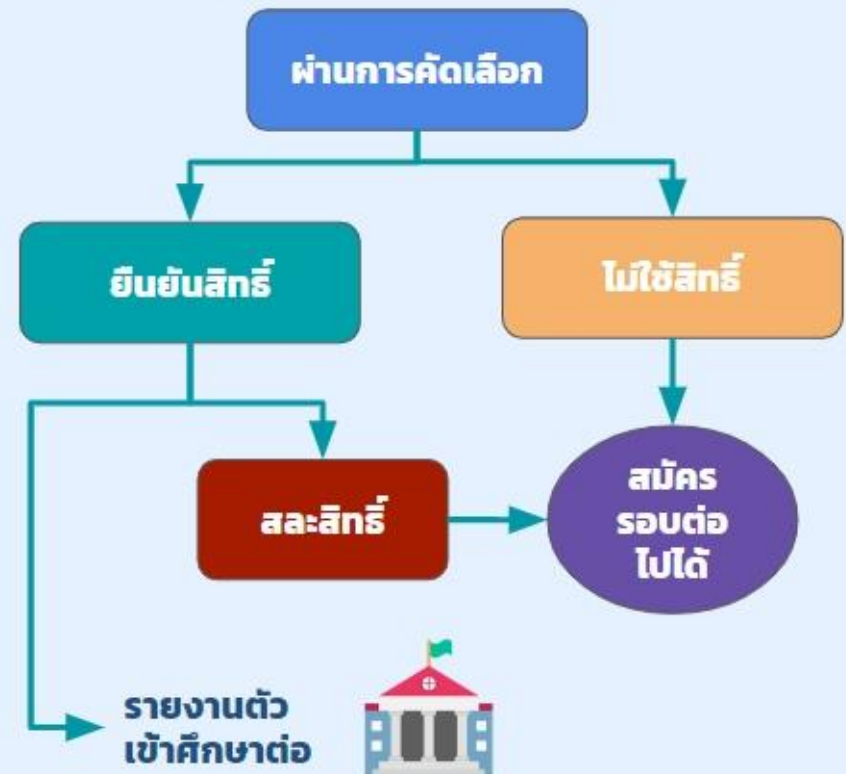 ผ่านการคัดเลือก
ยืนยันสิทธิ์
ไม่ใช้สิทธิ์
สละสิทธิ์
สมัคร
รอบต่อ
ไปได้
รายงานตัว
เข้าศึกษาต่อ